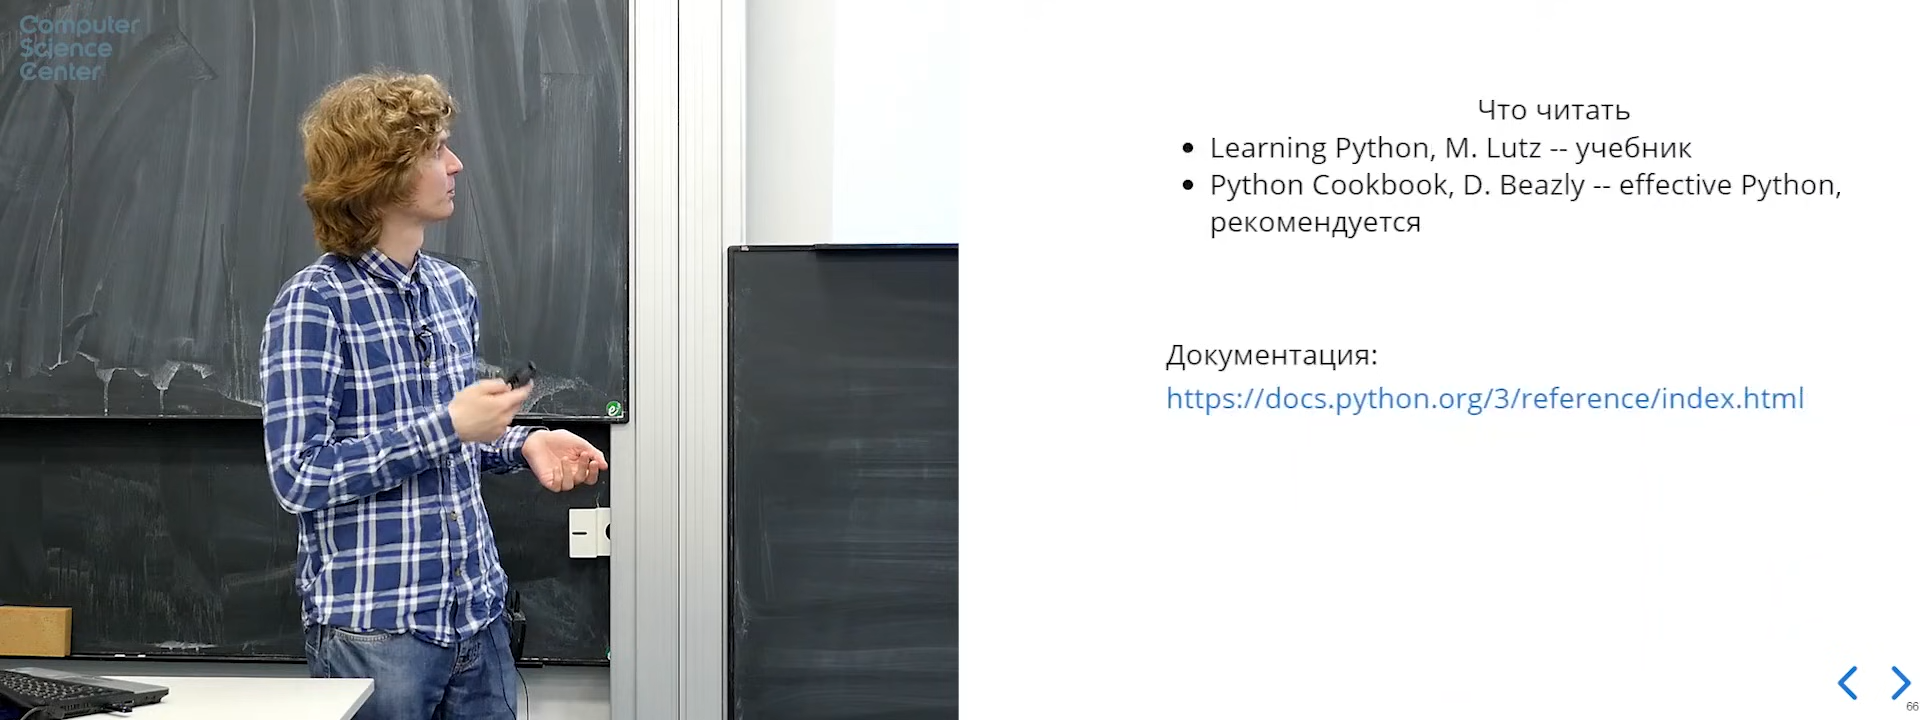 Computer
Science
Center
Что читать
Learning Python, M. Lutz -- учебник
Python Cookbook, D. Beazly -- effective Python,
рекомендуется
Документация:
https://docs.python.org/3/reference/index.html
66